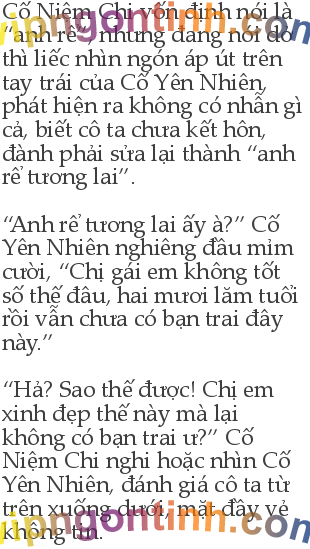 Cố Niệm Chi vốn định nói là
“anh rể”, nhưng đang nói dở
thì liếc nhìn ngón áp út trên
tay trái của Cố Yên Nhiên,
phát hiện ra không có nhẫn gì
cả, biết cô ta chưa kết hôn,
đành phải sửa lại thành “anh
rể tương lai”.
“Anh rể tương lai ấy à?” Cố
Yên Nhiên nghiêng đầu mỉm
cười, “Chị gái em không tốt
số thế đâu, hai mươi lăm tuổi
rồi vẫn chưa có bạn trai đây
này.”
“Hả? Sao thế được! Chị em
xinh đẹp thế này mà lại
không có bạn trai ư?” Cố
Niệm Chi nghi hoặc nhìn Cố
Yên Nhiên, đánh giá cô ta từ
trên xuống dưới, mặt đầy vẻ
không tin.
vipngontinh.com
vipngontinh.com